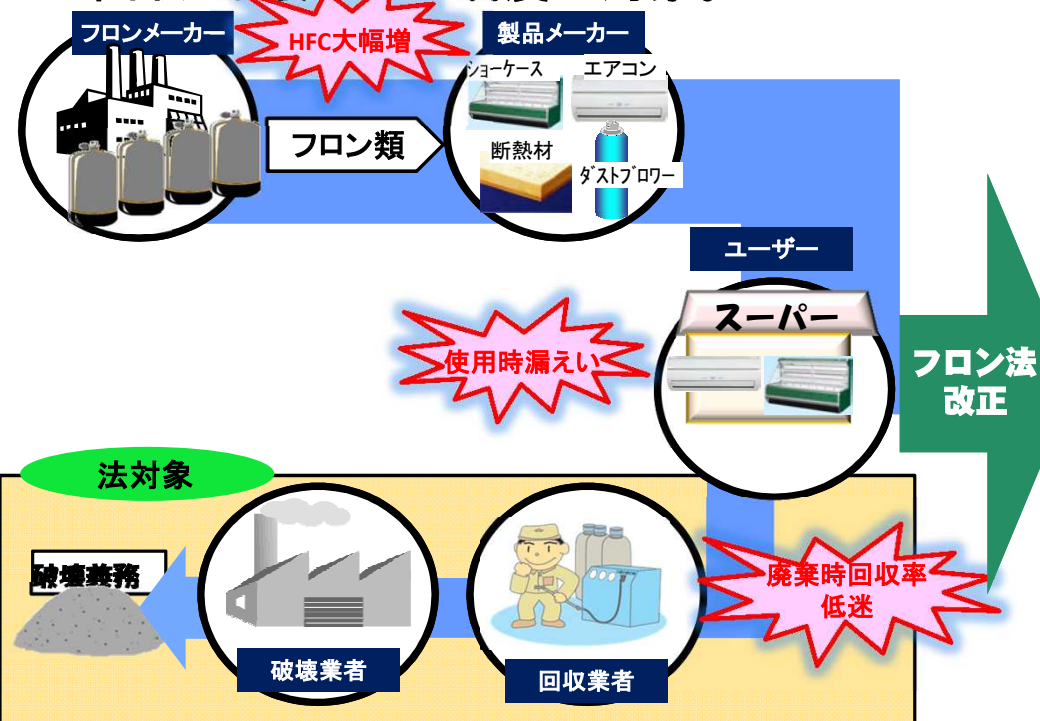 フロンメーカー
HFC大幅増
製品メーカー
ショーケース
エアコン
フロン類
断熱材
ダストブロワー
ユーザー
スーパー
使用時漏えい
フロン法
改正
法対象
破壊業者
回収業者
廃棄時回収率
低迷